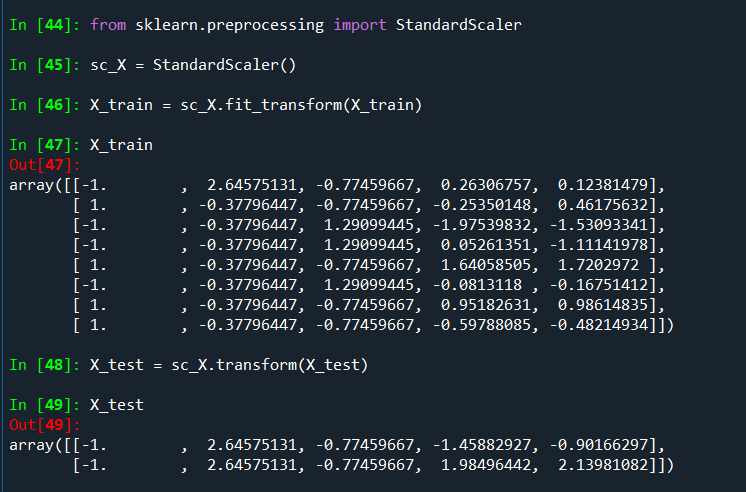 In [44]: from sklearn.preprocessing import StandardScaler
In [45]: sc_X = StandardScaler()
In [46]: X_train = sc_X.fit_transform(X_train)
In [47]: X_train
Out[47]:
array([[-1.        ,  2.64575131, -0.77459667,  0.26306757,  0.12381479],
       [ 1.        , -0.37796447, -0.77459667, -0.25350148,  0.46175632],
       [-1.        , -0.37796447,  1.29099445, -1.97539832, -1.53093341],
       [-1.        , -0.37796447,  1.29099445,  0.05261351, -1.11141978],
       [ 1.        , -0.37796447, -0.77459667,  1.64058505,  1.7202972 ],
       [-1.        , -0.37796447,  1.29099445, -0.0813118 , -0.16751412],
       [ 1.        , -0.37796447, -0.77459667,  0.95182631,  0.98614835],
       [ 1.        , -0.37796447, -0.77459667, -0.59788085, -0.48214934]])
In [48]: X_test = sc_X.transform(X_test)
In [49]: X_test
Out[49]:
array([[-1.        ,  2.64575131, -0.77459667, -1.45882927, -0.90166297],
       [-1.        ,  2.64575131, -0.77459667,  1.98496442,  2.13981082]])